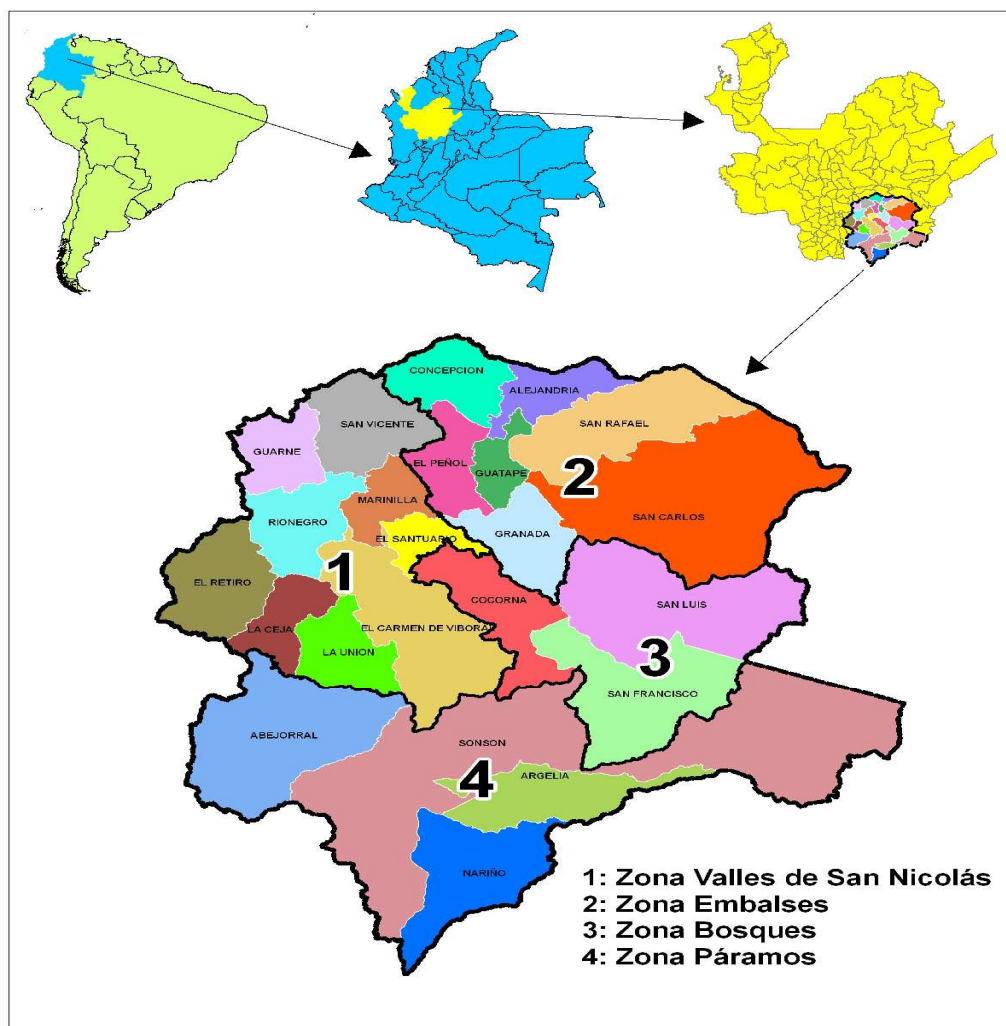 CONCEPCION
ALEJANDRIA
SAN RAFAEL
SAN VICENTE
GUARNE
EL PEÑOL
GUATAPE
2
MARINILLA
SAN CARLOS
RIONEGRO
EL SANTUARIO
GRANADA
1
EL RETIRO
COCORNA
SAN LUIS
LA CEJA
EL CARMEN DE VIBORAL
LA UNION
3
SAN FRANCISCO
ABEJORRAL
SONSON
4
ARGELIA
NARIÑO
1: Zona Valles de San Nicolás
2: Zona Embalses
3: Zona Bosques
4: Zona Páramos